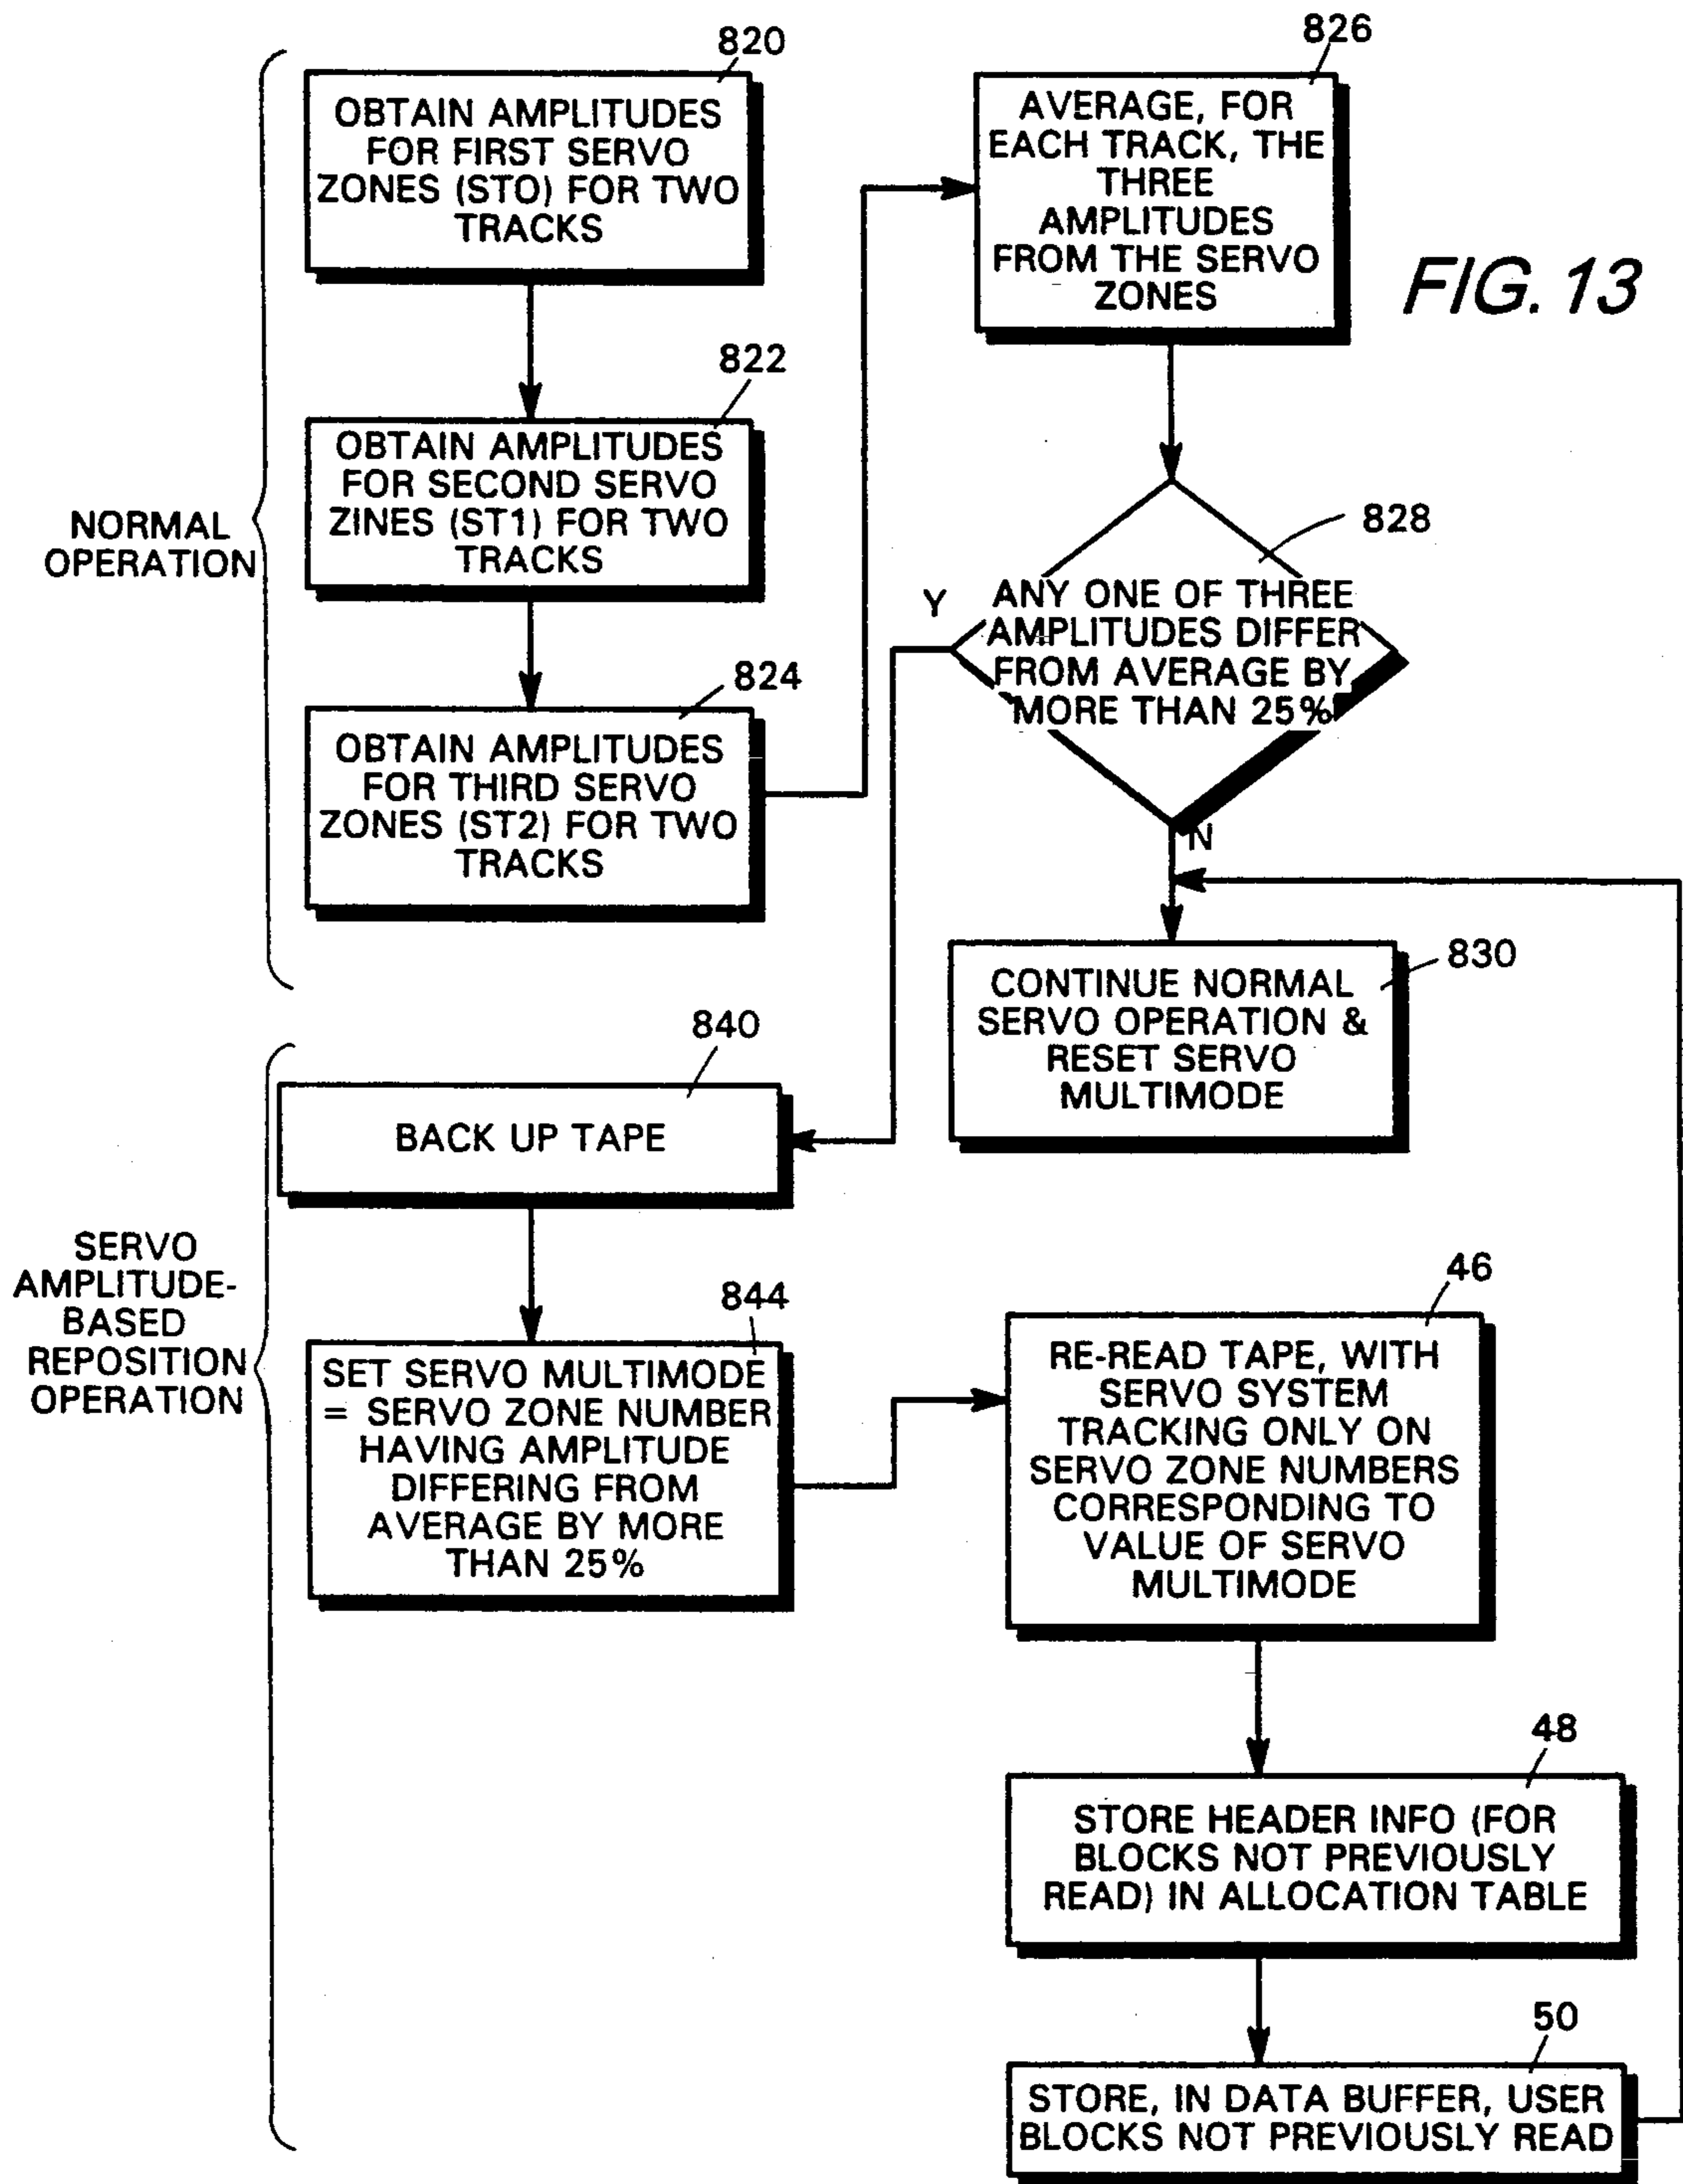 820
OBTAIN AMPLITUDES
FOR FIRST SERVO
ZONES (STO) FOR TWO
TRACKS
822
OBTAIN AMPLITUDES
FOR SECOND SERVO
ZINES (ST1) FOR TWO
TRACKS
824
OBTAIN AMPLITUDES
FOR THIRD SERVO
ZONES (ST2) FOR TWO
TRACKS
NORMAL
OPERATION
826
AVERAGE, FOR
EACH TRACK, THE
THREE
AMPLITUDES
FROM THE SERVO
ZONES
FIG. 13
828
Y
ANY ONE OF THREE
AMPLITUDES DIFFER
FROM AVERAGE BY
MORE THAN 25%
N
830
CONTINUE NORMAL
SERVO OPERATION &
RESET SERVO
MULTIMODE
840
BACK UP TAPE
SERVO
AMPLITUDE-
BASED
REPOSITION
OPERATION
844
SET SERVO MULTIMODE
= SERVO ZONE NUMBER
HAVING AMPLITUDE
DIFFERING FROM
AVERAGE BY MORE
THAN 25%
46
RE-READ TAPE, WITH
SERVO SYSTEM
TRACKING ONLY ON
SERVO ZONE NUMBERS
CORRESPONDING TO
VALUE OF SERVO
MULTIMODE
48
STORE HEADER INFO (FOR
BLOCKS NOT PREVIOUSLY
READ) IN ALLOCATION TABLE
50
STORE, IN DATA BUFFER, USER
BLOCKS NOT PREVIOUSLY READ